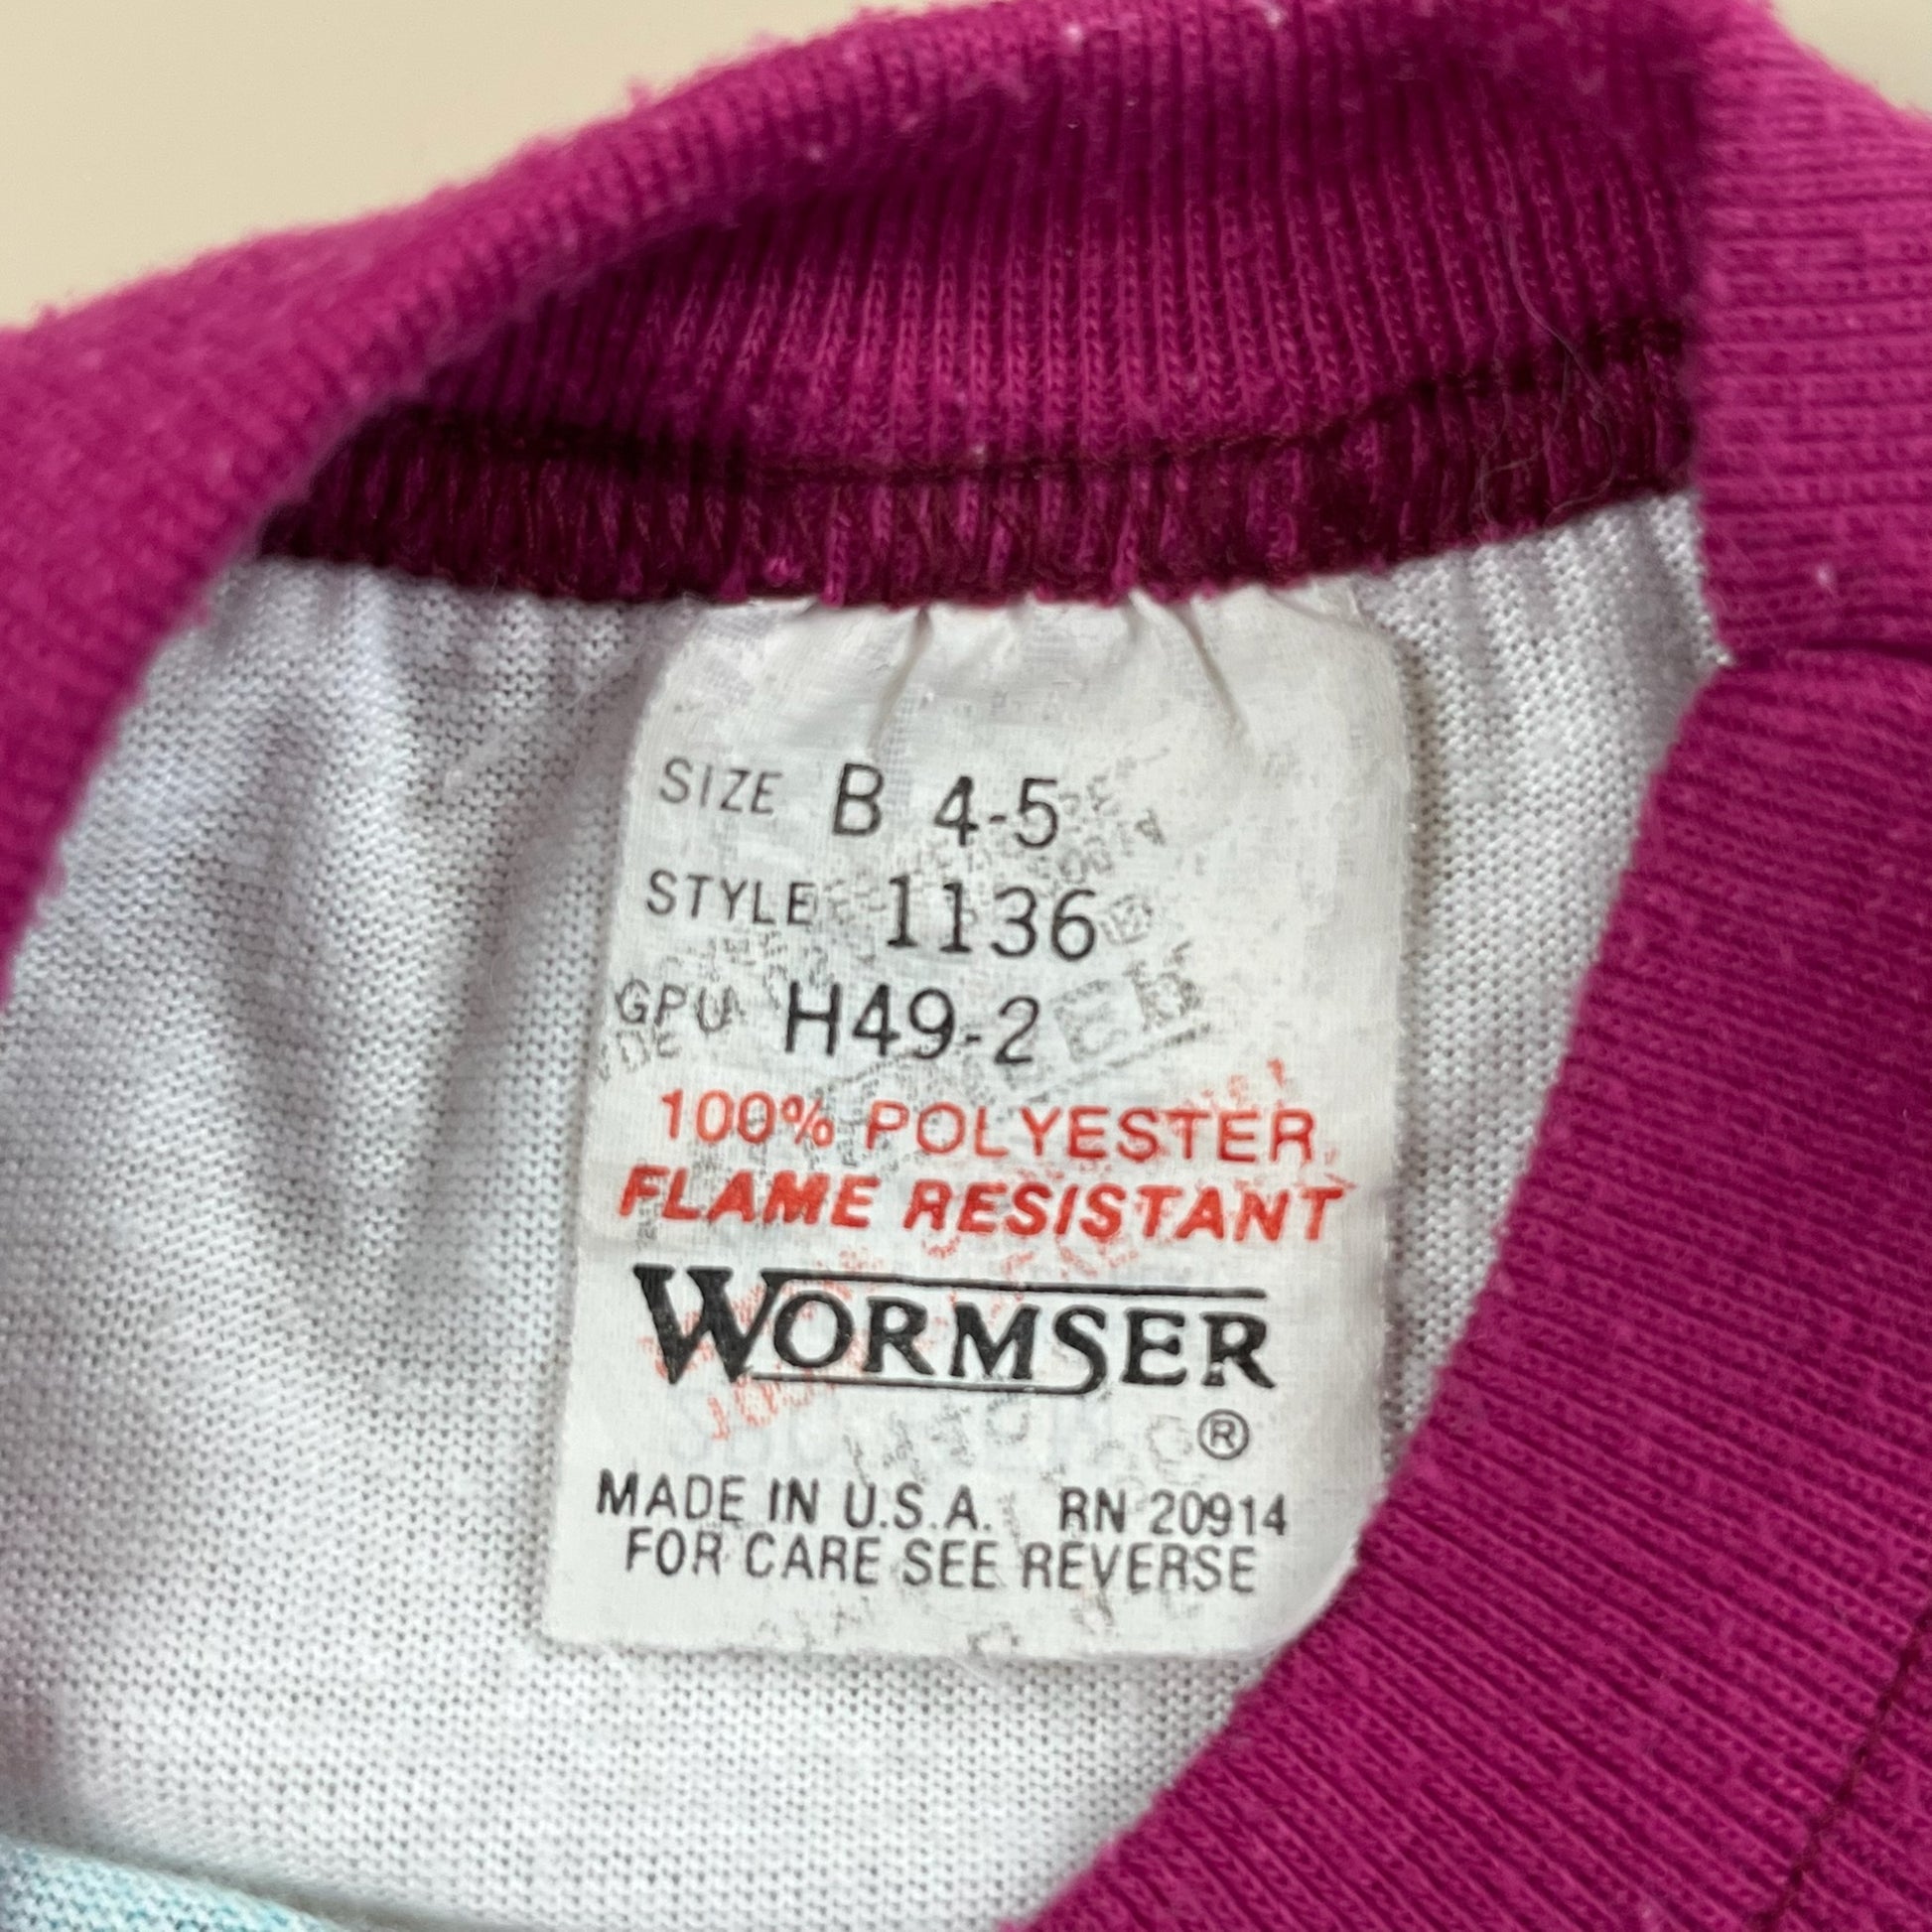 SIZE B 4-5
STYLE 1136
GPU H49-2
100% POLYESTER
FLAME RESISTANT
WORMSER
®
MADE IN U.S.A. RN 20914
FOR CARE SEE REVERSE